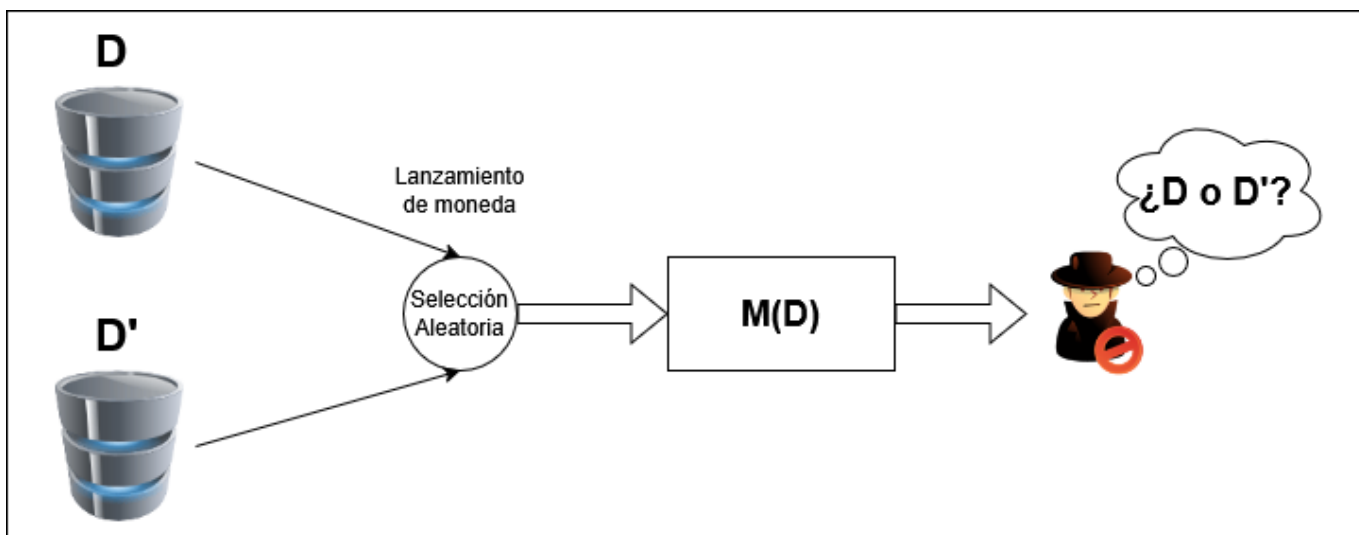 D
Lanzamiento
de moneda
¿D o D'?
Selección
Aleatoria
M(D)
D'